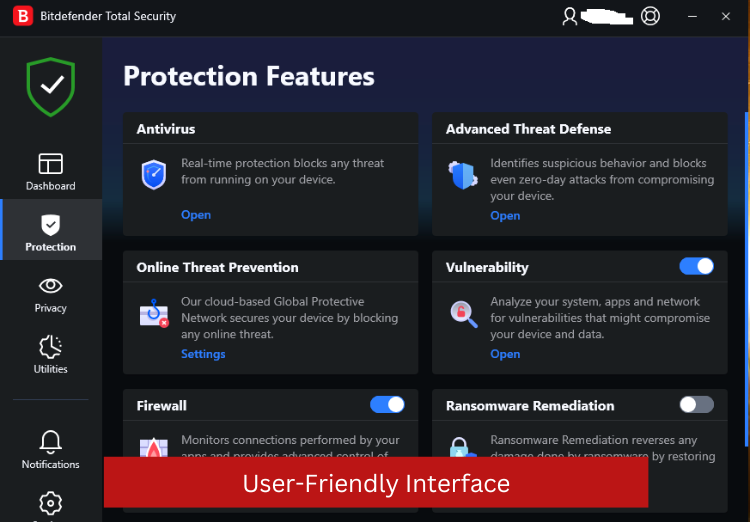 B Bitdefender Total Security
Protection Features
Antivirus
Real-time protection blocks any threat
from running on your device.
Open
Advanced Threat Defense
Identifies suspicious behavior and blocks
even zero-day attacks from compromising
your device.
Open
Online Threat Prevention
Our cloud-based Global Protective
Network secures your device by blocking
any online threat.
Settings
Vulnerability
Analyze your system, apps and network
for vulnerabilities that might compromise
your device and data.
Open
Firewall
Monitors connections performed by your
apps and provides advanced control of
Ransomware Remediation
Ransomware Remediation reverses any
damage done by ransomware by restoring
Dashboard
Protection
Privacy
Utilities
Notifications
User-Friendly Interface